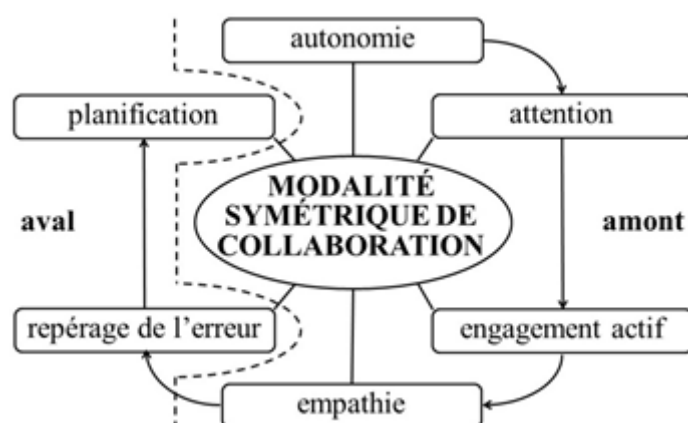 autonomie
planification
attention
MODALITÉ
SYMÉTRIQUE DE
COLLABORATION
aval
amont
repérage de l'erreur
engagement actif
empathie